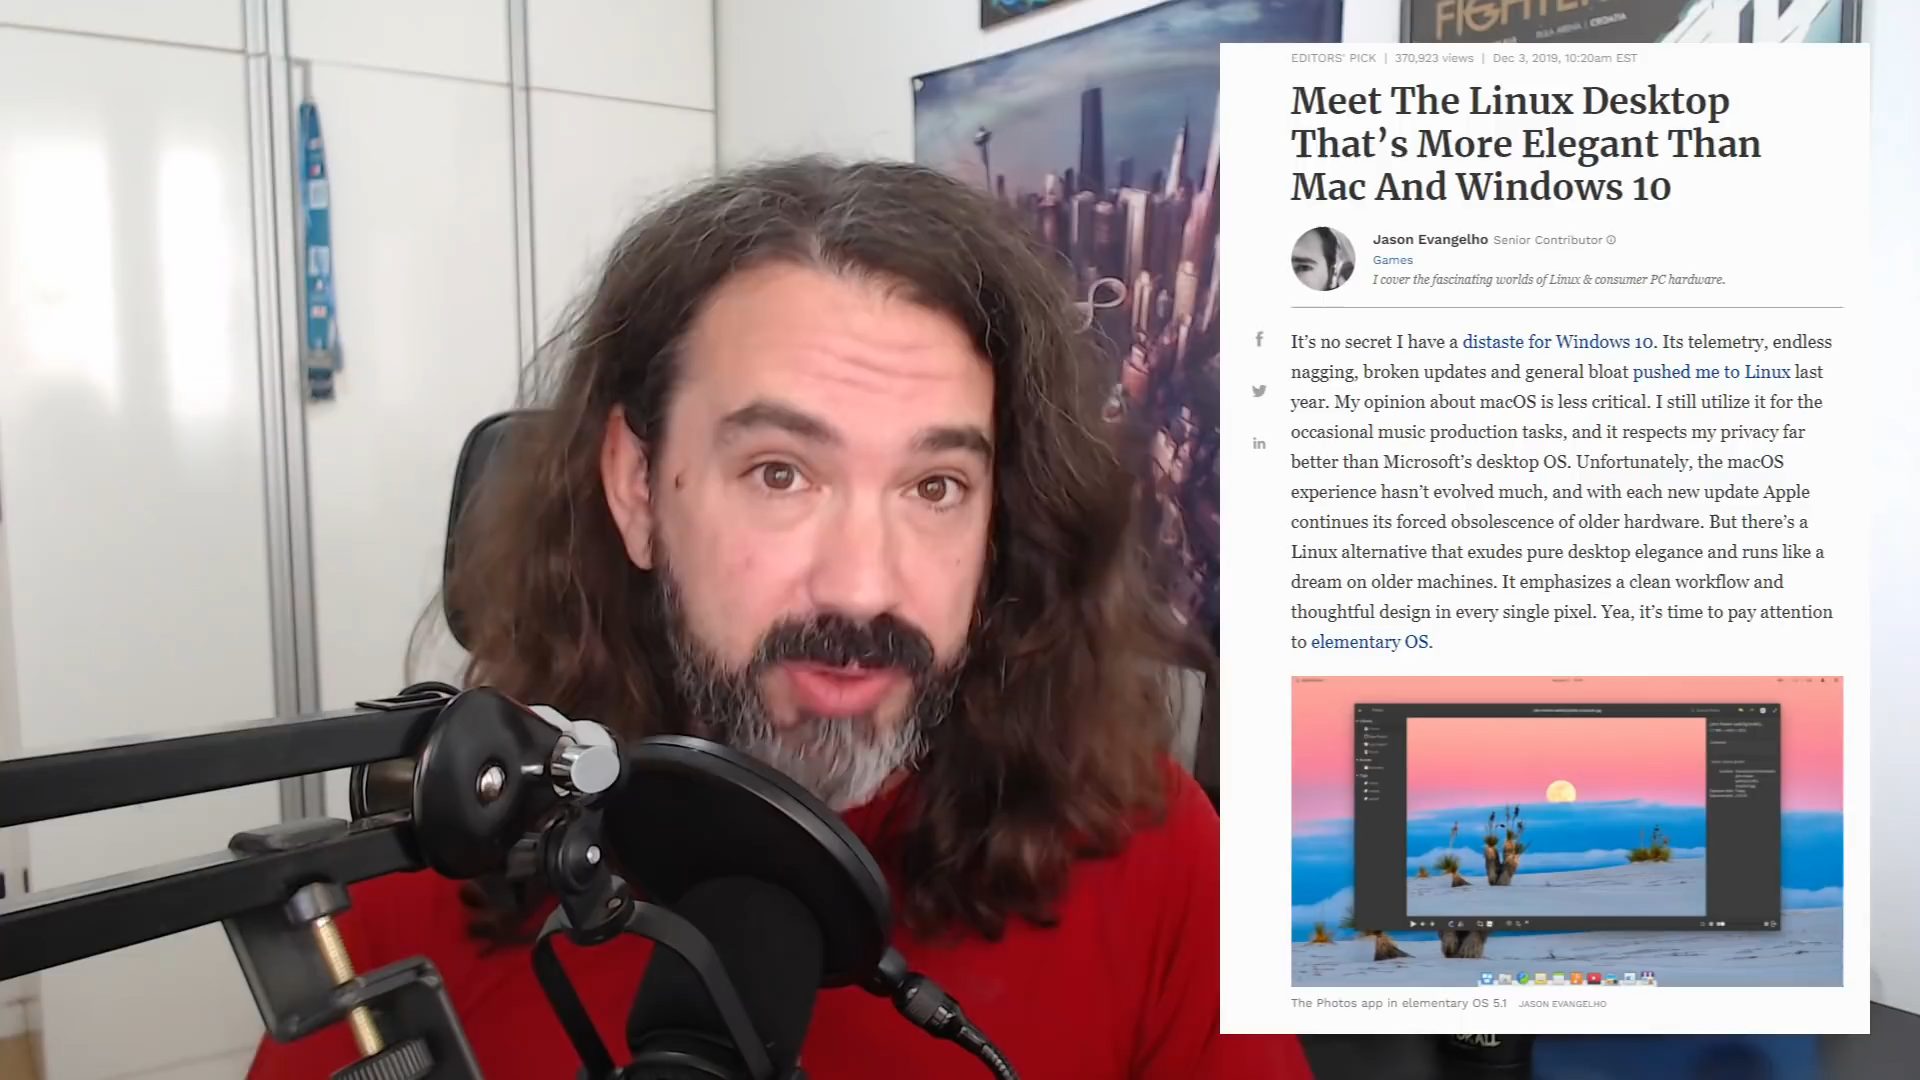 FIGHTE
PULA ARENA | CROATIA
EDITORS' PICK | 370,923 views | Dec 3, 2019, 10:20am EST
Meet The Linux Desktop
That's More Elegant Than
Mac And Windows 10
Jason Evangelho Senior Contributor
Games
I cover the fascinating worlds of Linux & consumer PC hardware.
It's no secret I have a distaste for Windows 10. Its telemetry, endless
nagging, broken updates and general bloat pushed me to Linux last
year. My opinion about macOS is less critical. I still utilize it for the
occasional music production tasks, and it respects my privacy far
better than Microsoft's desktop OS. Unfortunately, the macOS
experience hasn't evolved much, and with each new update Apple
continues its forced obsolescence of older hardware. But there's a
Linux alternative that exudes pure desktop elegance and runs like a
dream on older machines. It emphasizes a clean workflow and
thoughtful design in every single pixel. Yea, it's time to pay attention
to elementary OS.
The Photos app in elementary OS 5.1 JASON EVANGELHO